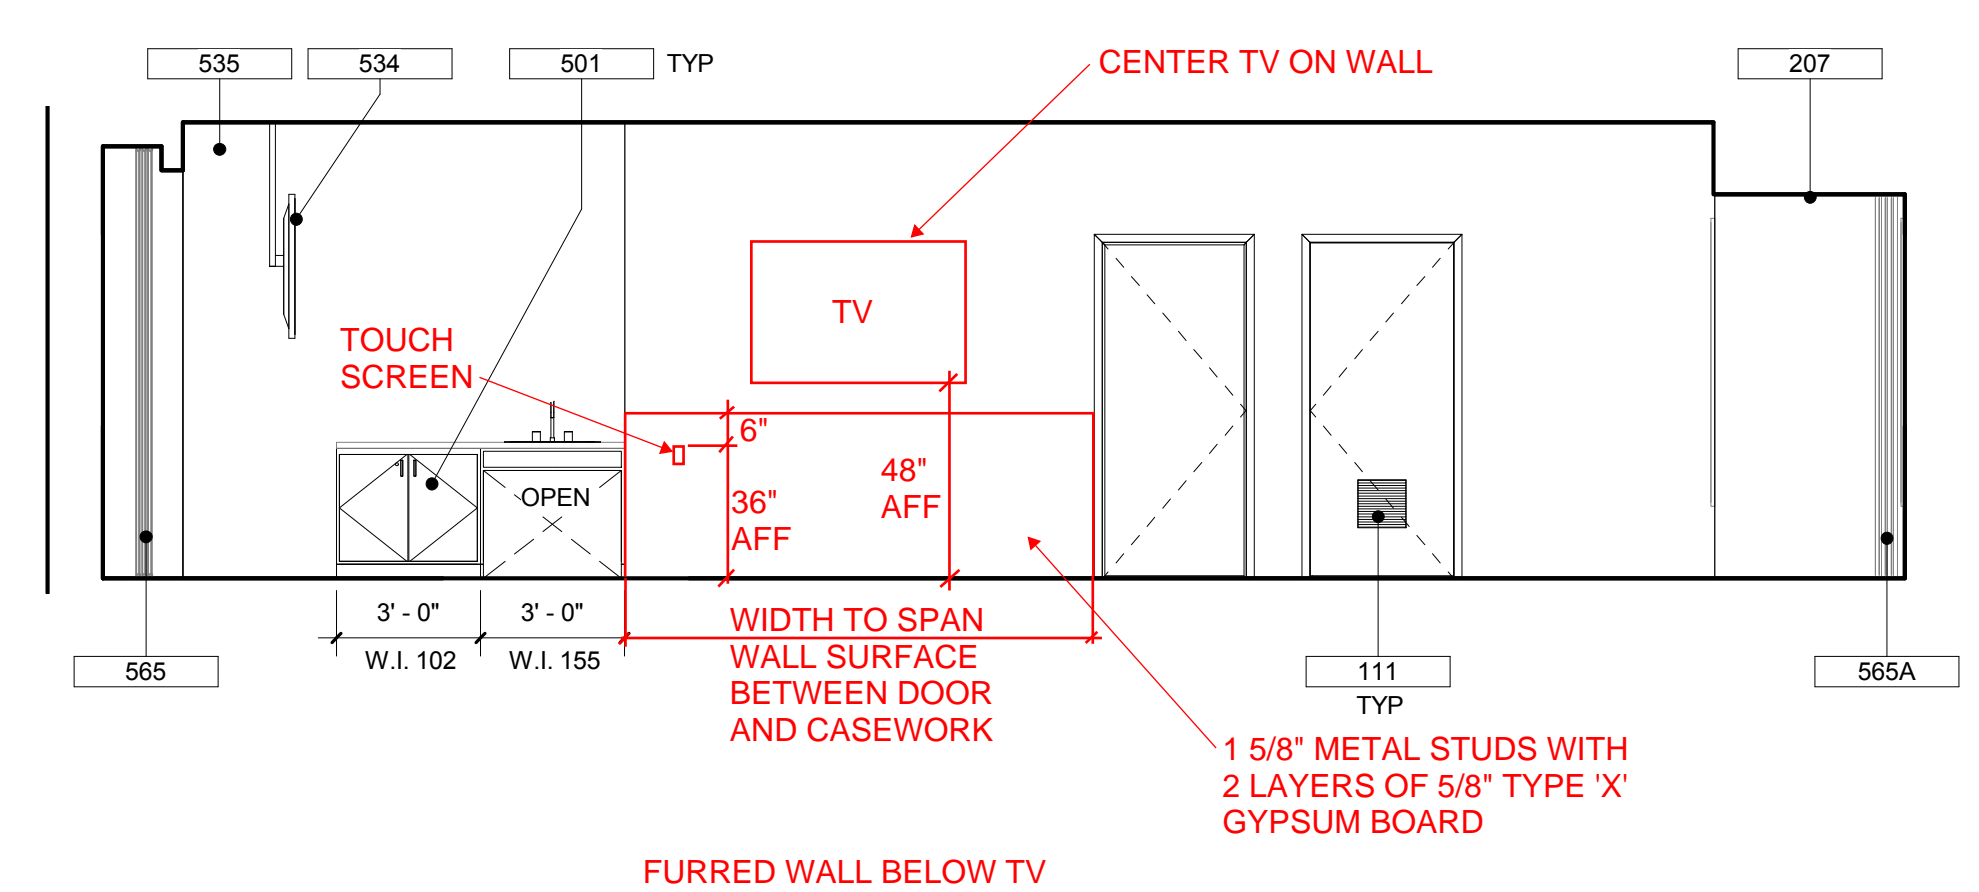 535
534
501
TYP
CENTER TV ON WALL
207
TV
TOUCH
SCREEN
6"
OPEN
36"
AFF
48"
AFF
3' - 0"
3' - 0"
W.I. 102
W.I. 155
WIDTH TO SPAN
WALL SURFACE
BETWEEN DOOR
AND CASEWORK
565
111
TYP
565A
1 5/8" METAL STUDS WITH
2 LAYERS OF 5/8" TYPE 'X'
GYPSUM BOARD
FURRED WALL BELOW TV